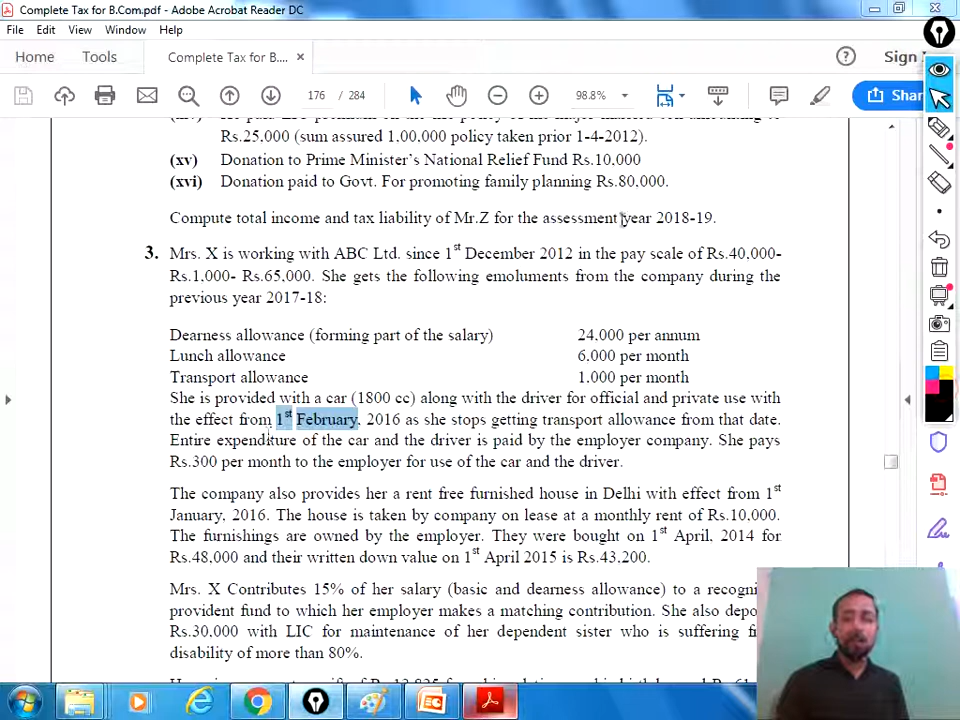 Complete Tax for B.Com.pdf - Adobe Acrobat Reader DC
File Edit View Window Help
Home Tools Complete Tax for B.... × Sign
176 / 284 98.8% Shar
Rs.25,000 (sum assured 1,00,000 policy taken prior 1-4-2012).
(xv) Donation to Prime Minister's National Relief Fund Rs.10,000
(xvi) Donation paid to Govt. For promoting family planning Rs.80,000.
Compute total income and tax liability of Mr.Z for the assessment year 2018-19.
3. Mrs. X is working with ABC Ltd. since 1st December 2012 in the pay scale of Rs.40,000-
Rs.1,000- Rs.65,000. She gets the following emoluments from the company during the
previous year 2017-18:
Dearness allowance (forming part of the salary) 24,000 per annum
Lunch allowance 6,000 per month
Transport allowance 1,000 per month
She is provided with a car (1800 cc) along with the driver for official and private use with
the effect from 1st February, 2016 as she stops getting transport allowance from that date.
Entire expenditure of the car and the driver is paid by the employer company. She pays
Rs.300 per month to the employer for use of the car and the driver.
The company also provides her a rent free furnished house in Delhi with effect from 1st
January, 2016. The house is taken by company on lease at a monthly rent of Rs.10,000.
The furnishings are owned by the employer. They were bought on 1st April, 2014 for
Rs.48,000 and their written down value on 1st April 2015 is Rs.43,200.
Mrs. X Contributes 15% of her salary (basic and dearness allowance) to a recogni
provident fund to which her employer makes a matching contribution. She also depo
Rs.30,000 with LIC for maintenance of her dependent sister who is suffering f
disability of more than 80%.